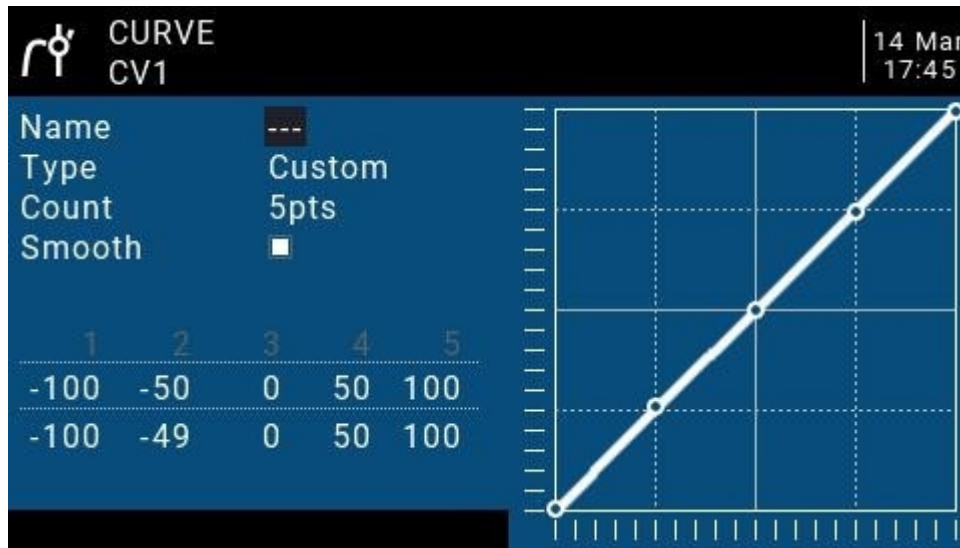 CURVE
CV1
14 Mar
17:45
Name ---
Type Custom
Count 5pts
Smooth
1 2 3 4 5
-100 -50 0 50 100
-100 -49 0 50 100